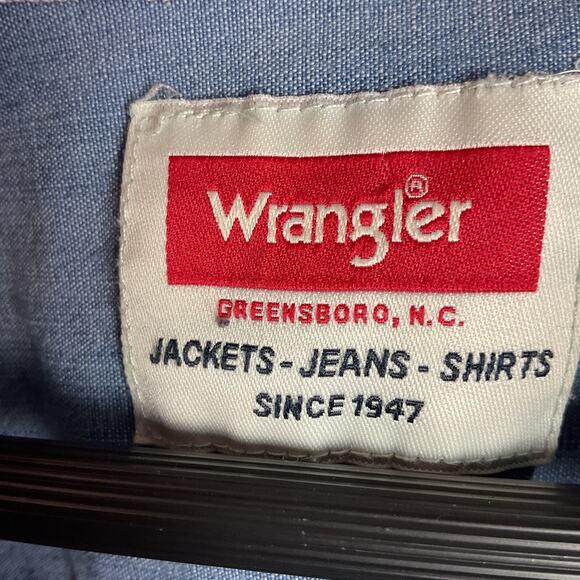 Wrangler®
GREENSBORO, N.C.
JACKETS - JEANS - SHIRTS
SINCE 1947